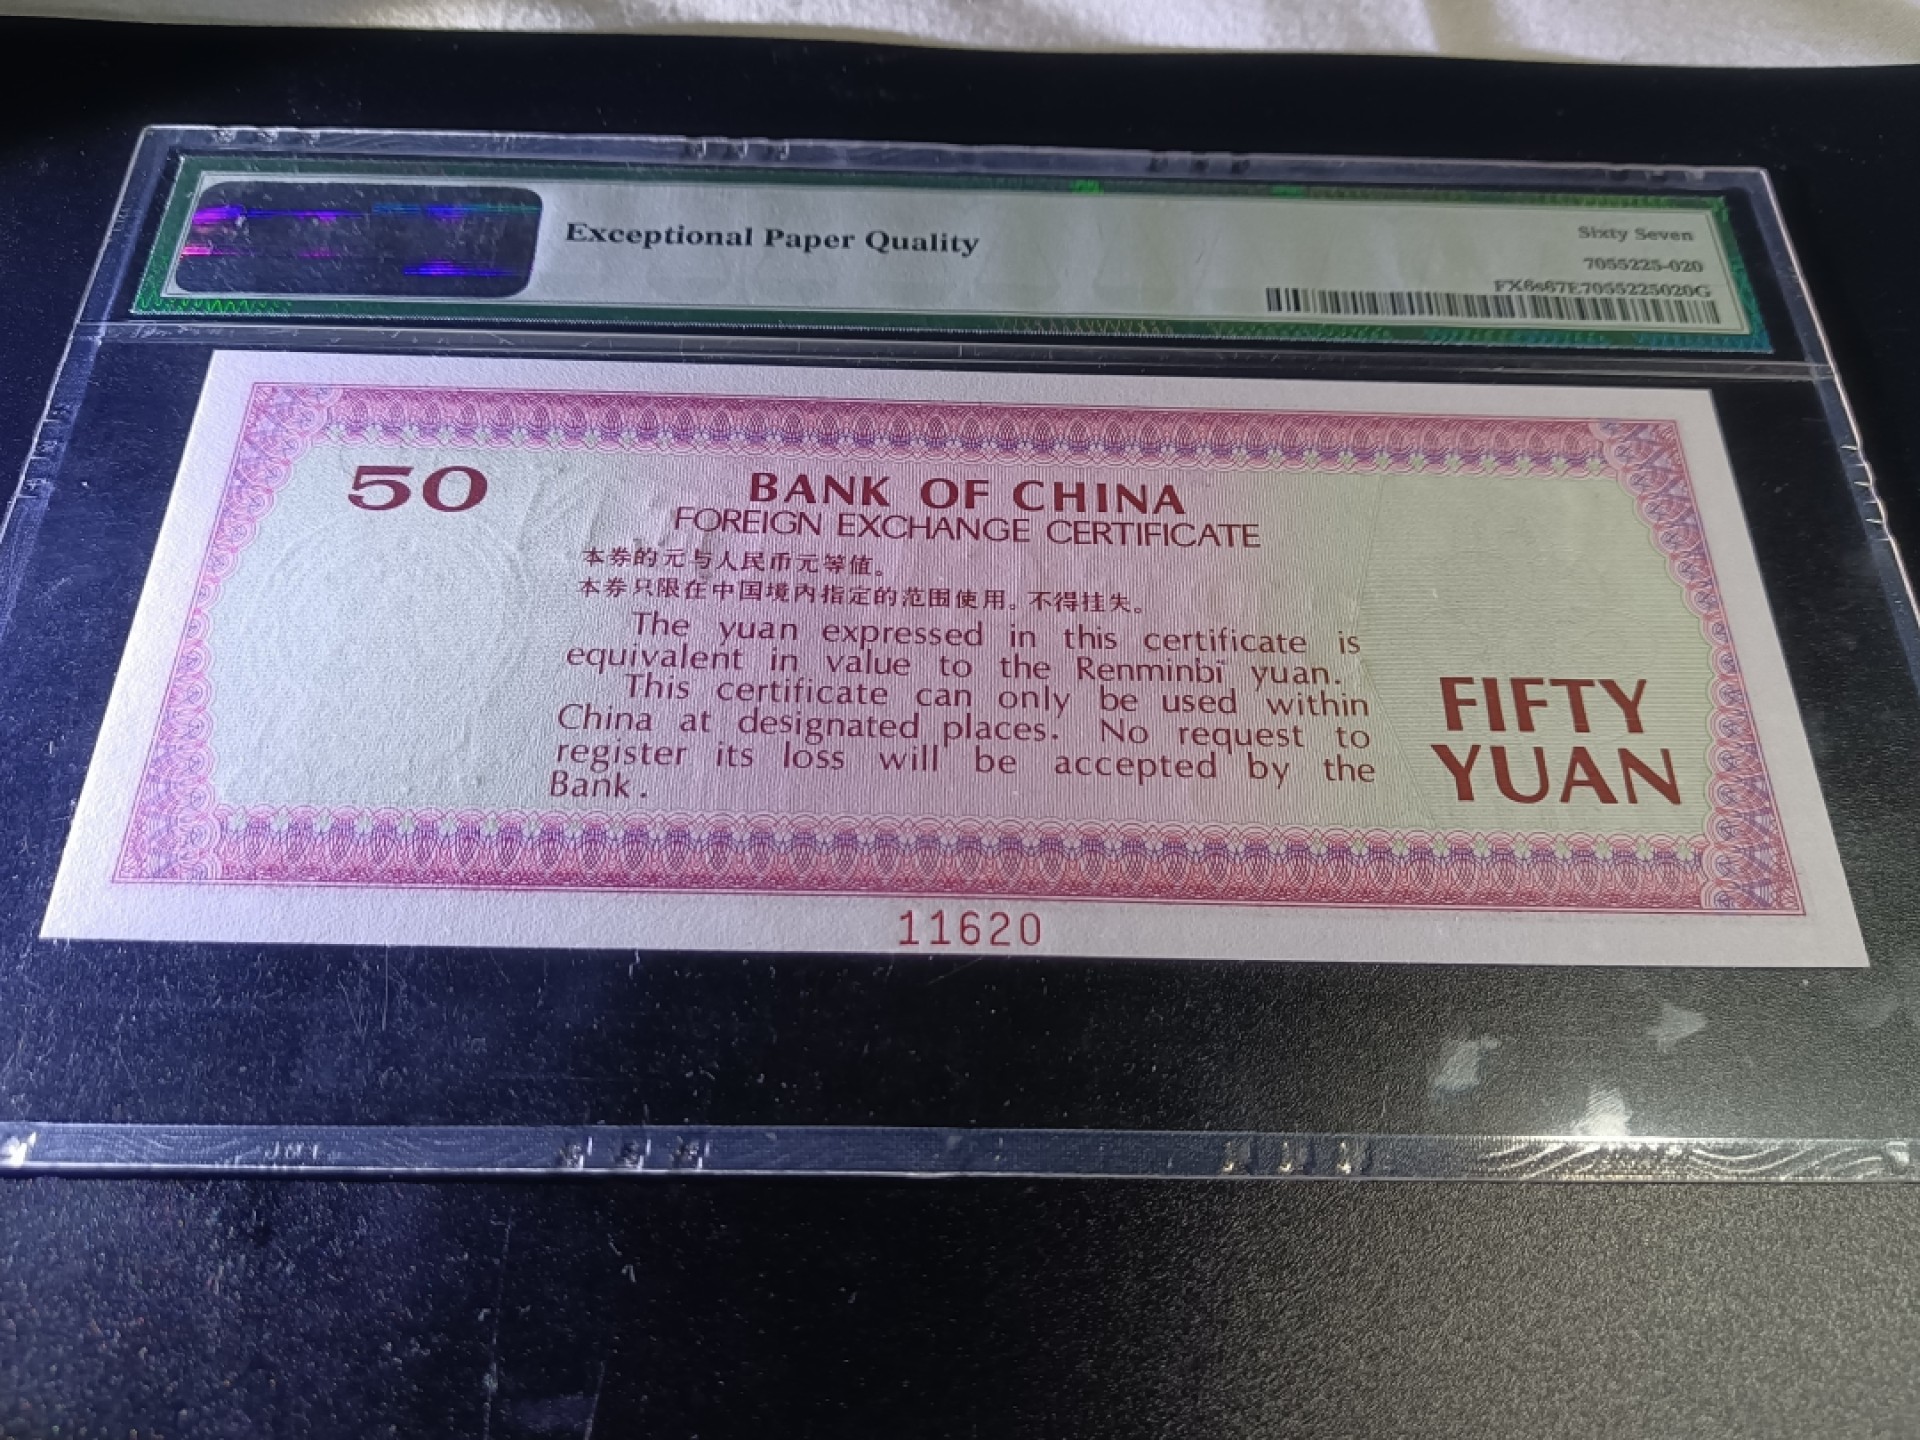 Exceptional Paper Quality
Sixty Seven
7055225-020
FX6s67E7055225020G
50
BANK OF CHINA
FOREIGN EXCHANGE CERTIFICATE
本券的元与人民币元等值。
本券只限在中国境内指定的范围使用。不得挂失。
The yuan expressed in this certificate is
equivalent in value to the Renminbi yuan.
This certificate can only be used within
China at designated places. No request to
register its loss will be accepted by the
Bank.
FIFTY
YUAN
11620